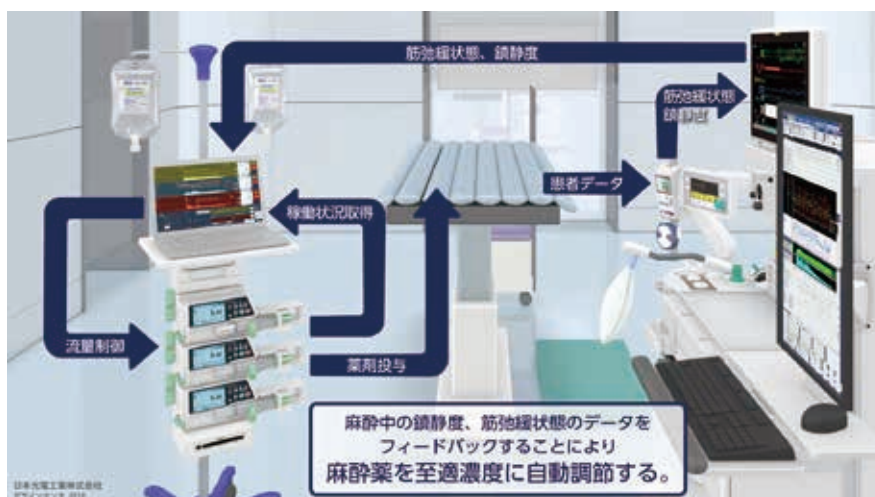 筋弛緩状態、鎮静度
筋弛緩状態
鎮静度
患者データ
稼働状況取得
流量制御
薬剤投与
麻酔中の鎮静度、筋弛緩状態のデータを
フィードバックすることにより
麻酔薬を至適濃度に自動調節する。
日本光電工業株式会社